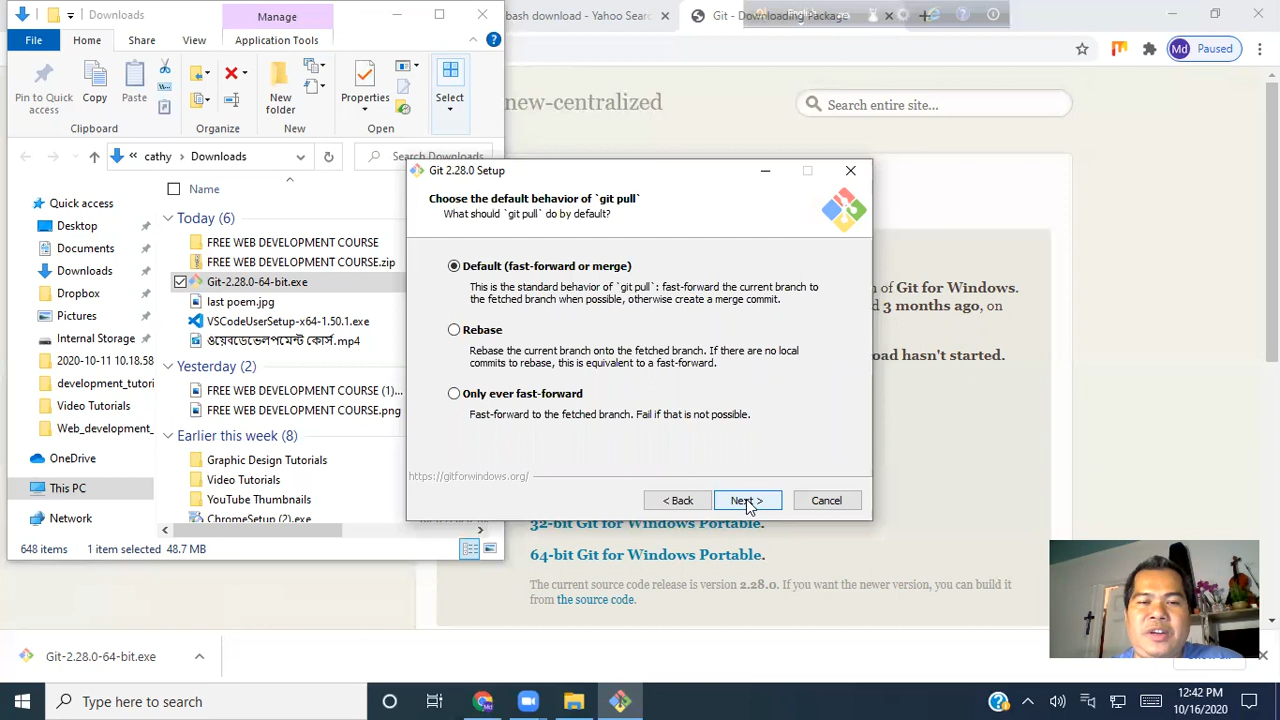 Manage
Downloads
bash download - Yahoo Sear
Git - Downloading Package
English
File
Home
Share
View
Application Tools
Md
Paused
Pin to Quick
access
Copy
Paste
New
folder
Properties
Select
Clipboard
Organize
New
Open
new-centralized
Search entire site...
« cathy > Downloads
Search Downloads
Name
Quick access
Desktop
Documents
Downloads
Dropbox
Pictures
Internal Storage
2020-10-11 10.18.58
development_tutori
Video Tutorials
Web_development_
OneDrive
This PC
Network
Today (6)
FREE WEB DEVELOPMENT COURSE
FREE WEB DEVELOPMENT COURSE.zip
Git-2.28.0-64-bit.exe
last poem.jpg
VSCodeUserSetup-x64-1.50.1.exe
ওয়েবডেভেলপমেন্ট কোর্স.mp4
Yesterday (2)
FREE WEB DEVELOPMENT COURSE (1)...
FREE WEB DEVELOPMENT COURSE.png
Earlier this week (8)
Graphic Design Tutorials
Video Tutorials
YouTube Thumbnails
ChromeSetup (2).exe
648 items
1 item selected 48.7 MB
Git 2.28.0 Setup
Choose the default behavior of `git pull`
What should `git pull` do by default?
Default (fast-forward or merge)
This is the standard behavior of `git pull`: fast-forward the current branch to
the fetched branch when possible, otherwise create a merge commit.
Rebase
Rebase the current branch onto the fetched branch. If there are no local
commits to rebase, this is equivalent to a fast-forward.
Only ever fast-forward
Fast-forward to the fetched branch. Fail if that is not possible.
https://gitforwindows.org/
< Back
Next >
Cancel
n of Git for Windows.
d 3 months ago, on
oad hasn't started.
32-bit Git for Windows Portable.
64-bit Git for Windows Portable.
The current source code release is version 2.28.0. If you want the newer version, you can build it
from the source code.
Git-2.28.0-64-bit.exe
Type here to search
12:42 PM
10/16/2020